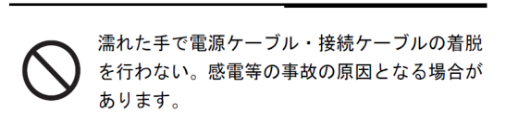 濡れた手で電源ケーブル・接続ケーブルの着脱
を行わない。感電等の事故の原因となる場合が
あります。